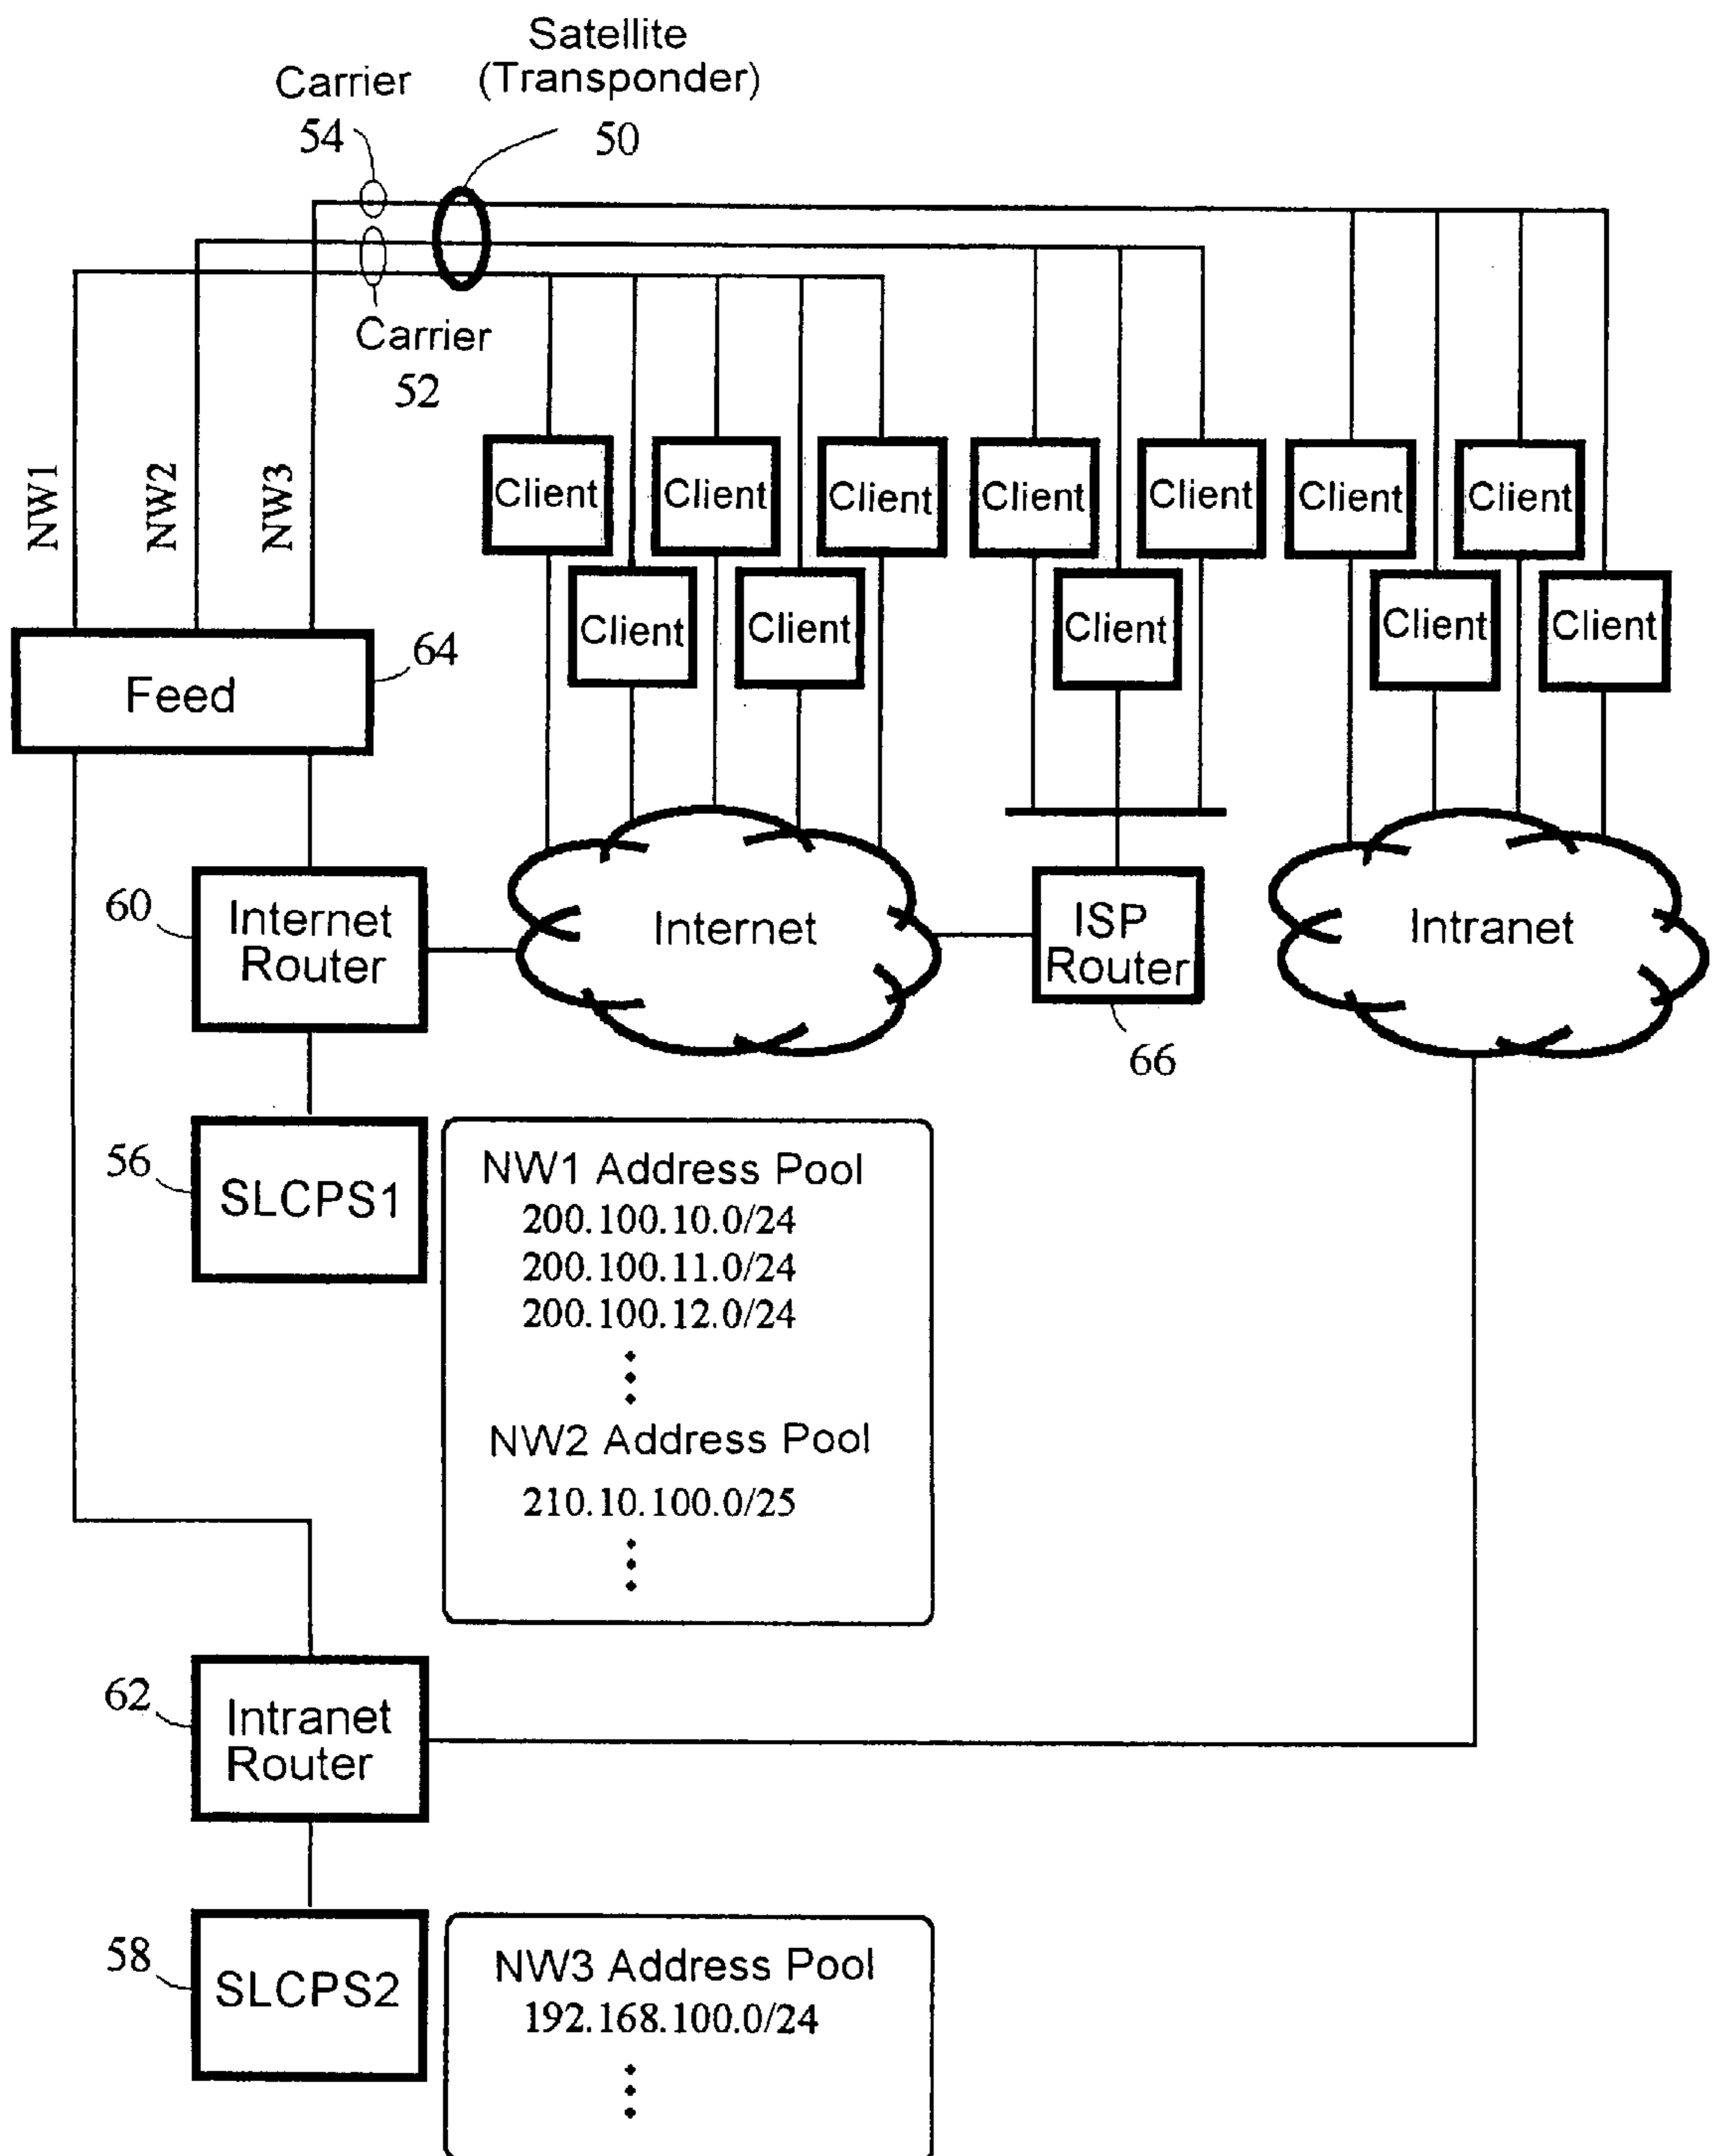 Satellite
(Transponder)
50
Carrier
54
Carrier
52
NW1
NW2
NW3
Client
Client
Client
Client
Client
Client
Client
Client
Client
Client
Client
Client
Feed
64
60
Internet
Router
Internet
ISP
Router
66
Intranet
56
SLCPS1
NW1 Address Pool
200.100.10.0/24
200.100.11.0/24
200.100.12.0/24
NW2 Address Pool
210.10.100.0/25
62
Intranet
Router
58
SLCPS2
NW3 Address Pool
192.168.100.0/24